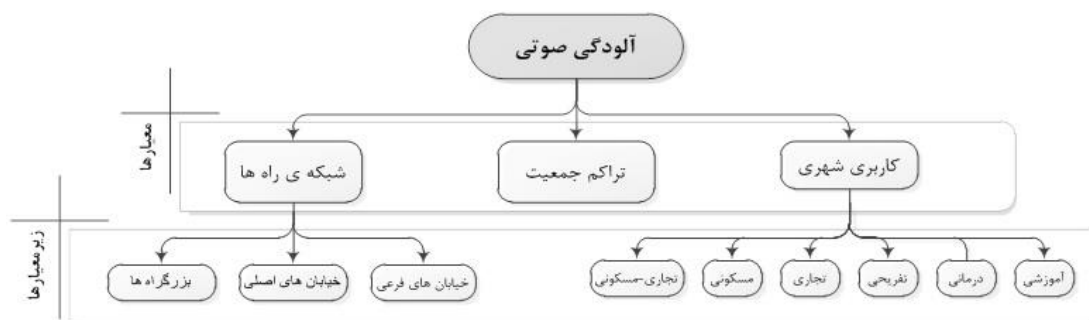 آلودگی صوتی
معیارها
کاربری شهری
تراکم جمعیت
شبکه ی راه ها
زیرمعیارها
آموزشی
درمانی
تفریحی
تجاری
مسکونی
تجاری-مسکونی
خیابان های فرعی
خیابان های اصلی
بزرگراه ها